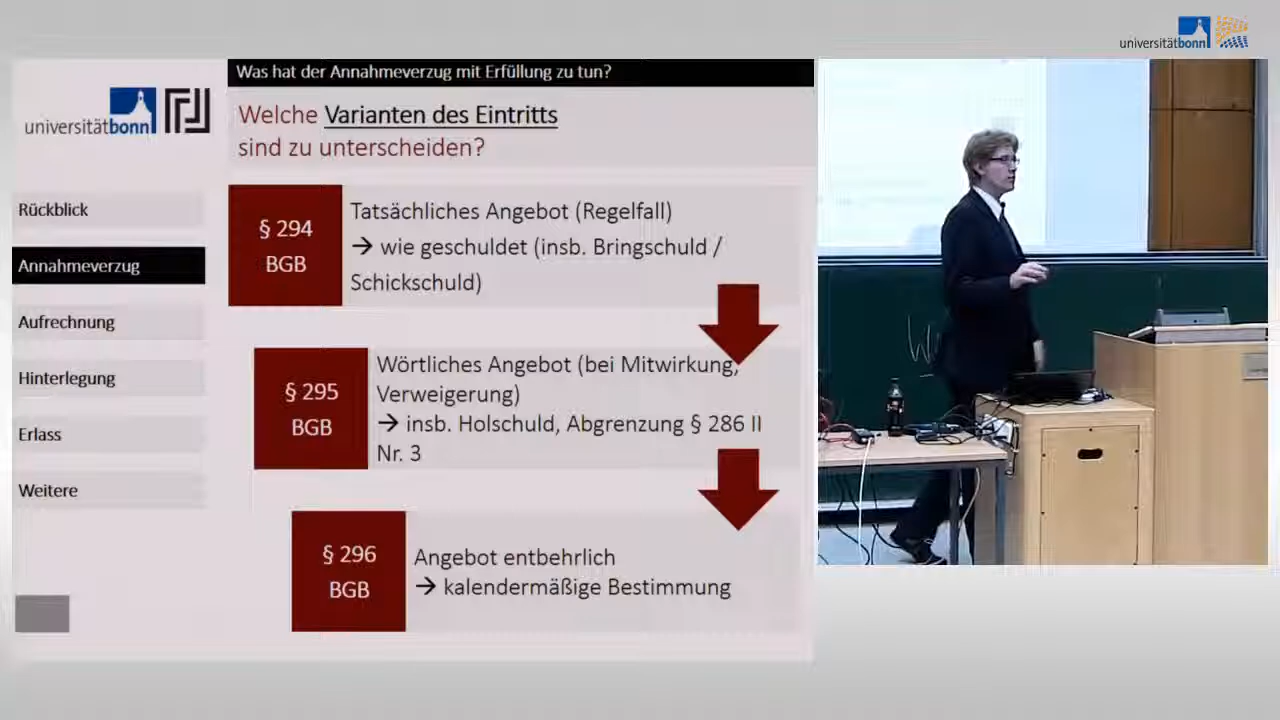 universitätbonn
Was hat der Annahmeverzug mit Erfüllung zu tun?
universitätbonn
Welche Varianten des Eintritts
sind zu unterscheiden?
Rückblick
Annahmeverzug
Aufrechnung
Hinterlegung
Erlass
Weitere
§ 294
BGB
Tatsächliches Angebot (Regelfall)
→ wie geschuldet (insb. Bringschuld /
Schickschuld)
§ 295
BGB
Wörtliches Angebot (bei Mitwirkung,
Verweigerung)
→ insb. Holschuld, Abgrenzung § 286 II
Nr. 3
§ 296
BGB
Angebot entbehrlich
→ kalendermäßige Bestimmung